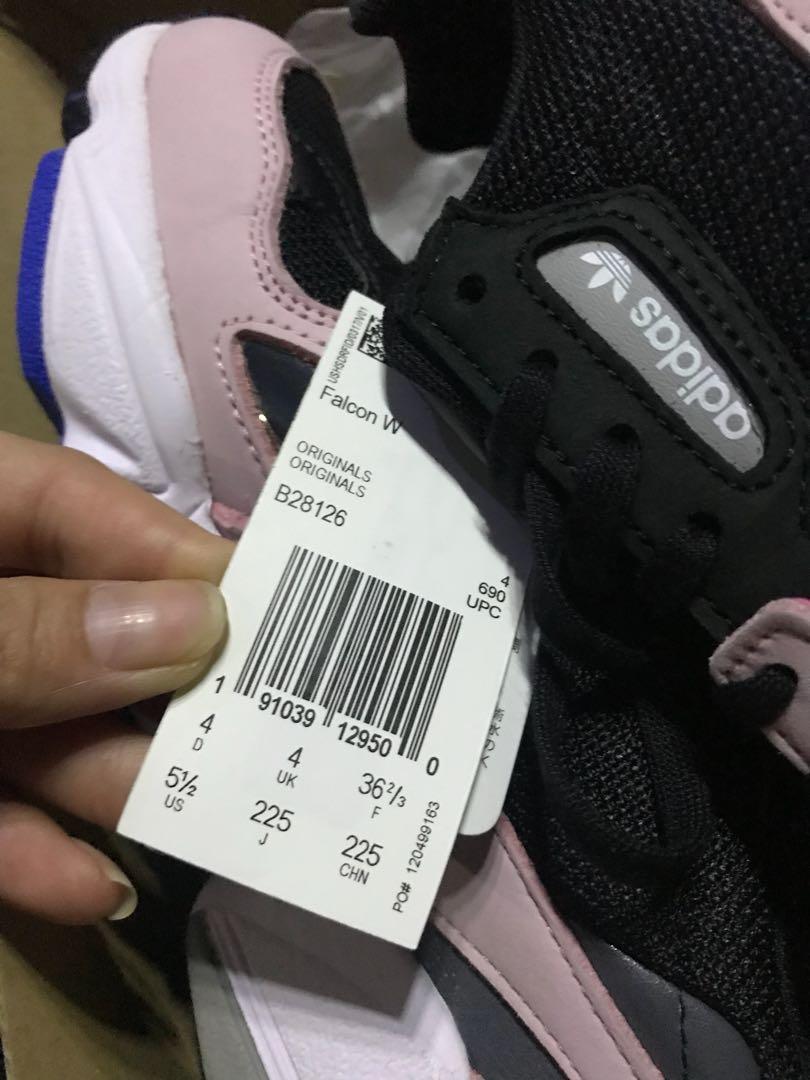 USHSDRFID0317IV01
Falcon W
ORIGINALS
ORIGINALS
B28126
4
690
UPC
1 91039 12950 0
4
D
4
UK
36⅔
F
5½
US
225
J
225
CHN
PO# 120499163
adidas